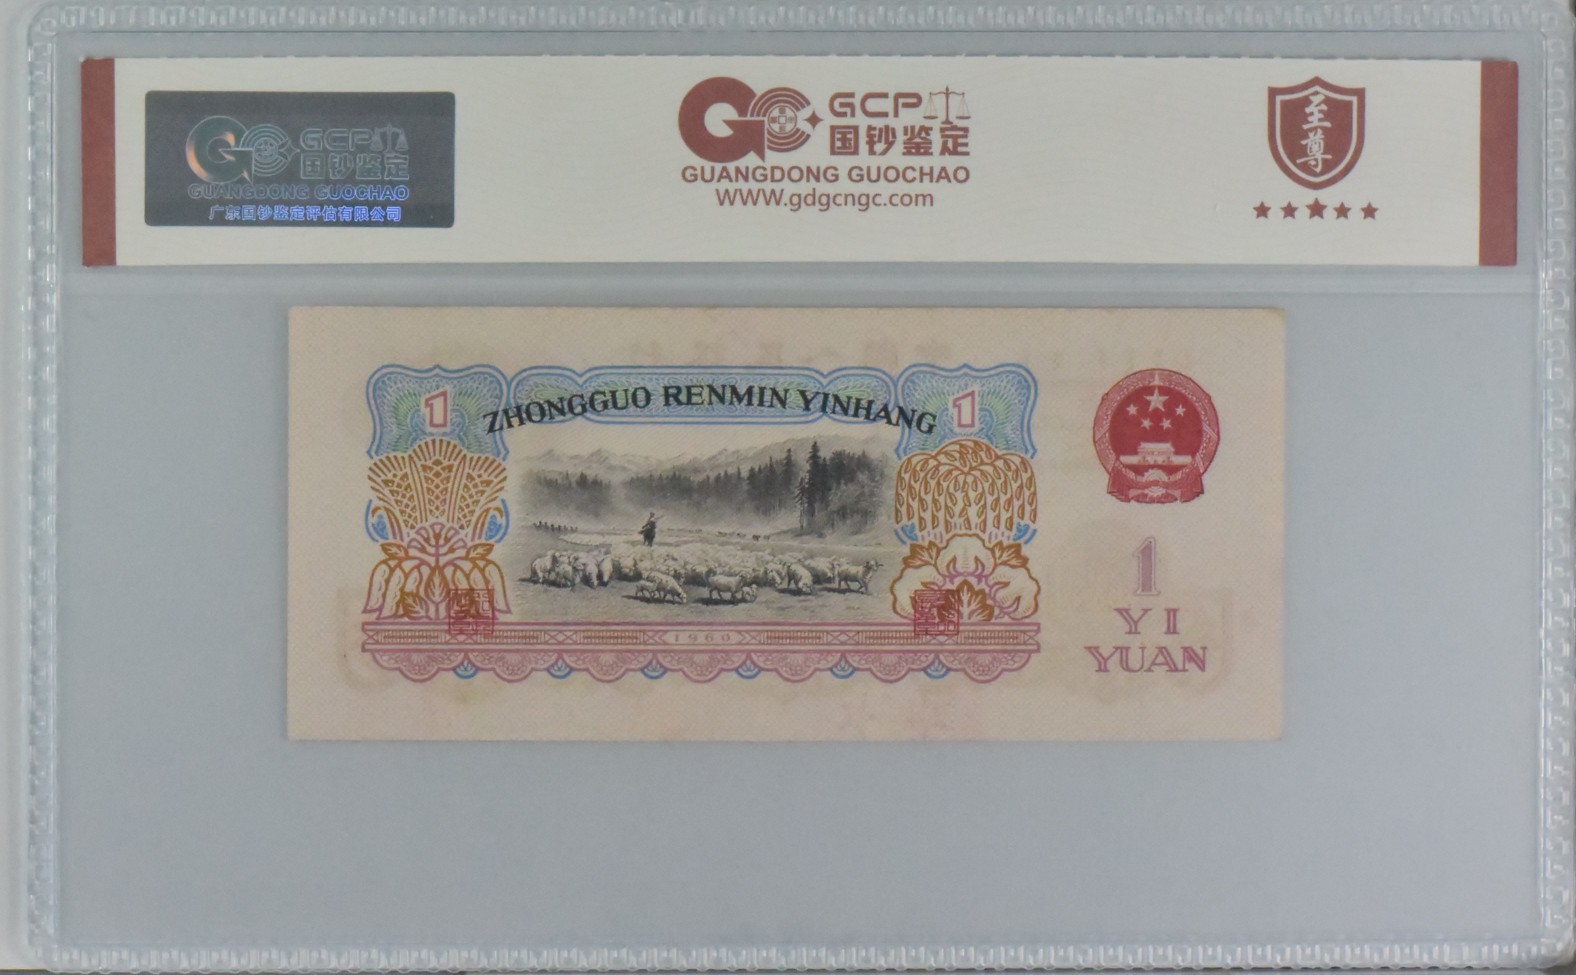 GCP
国钞鉴定
GUANGDONG GUOCHAO
广东国钞鉴定评估有限公司
GCP
国钞鉴定
GUANGDONG GUOCHAO
WWW.gdgcngc.com
至尊
1 ZHONGGUO RENMIN YINHANG 1
1960
1
YI
YUAN